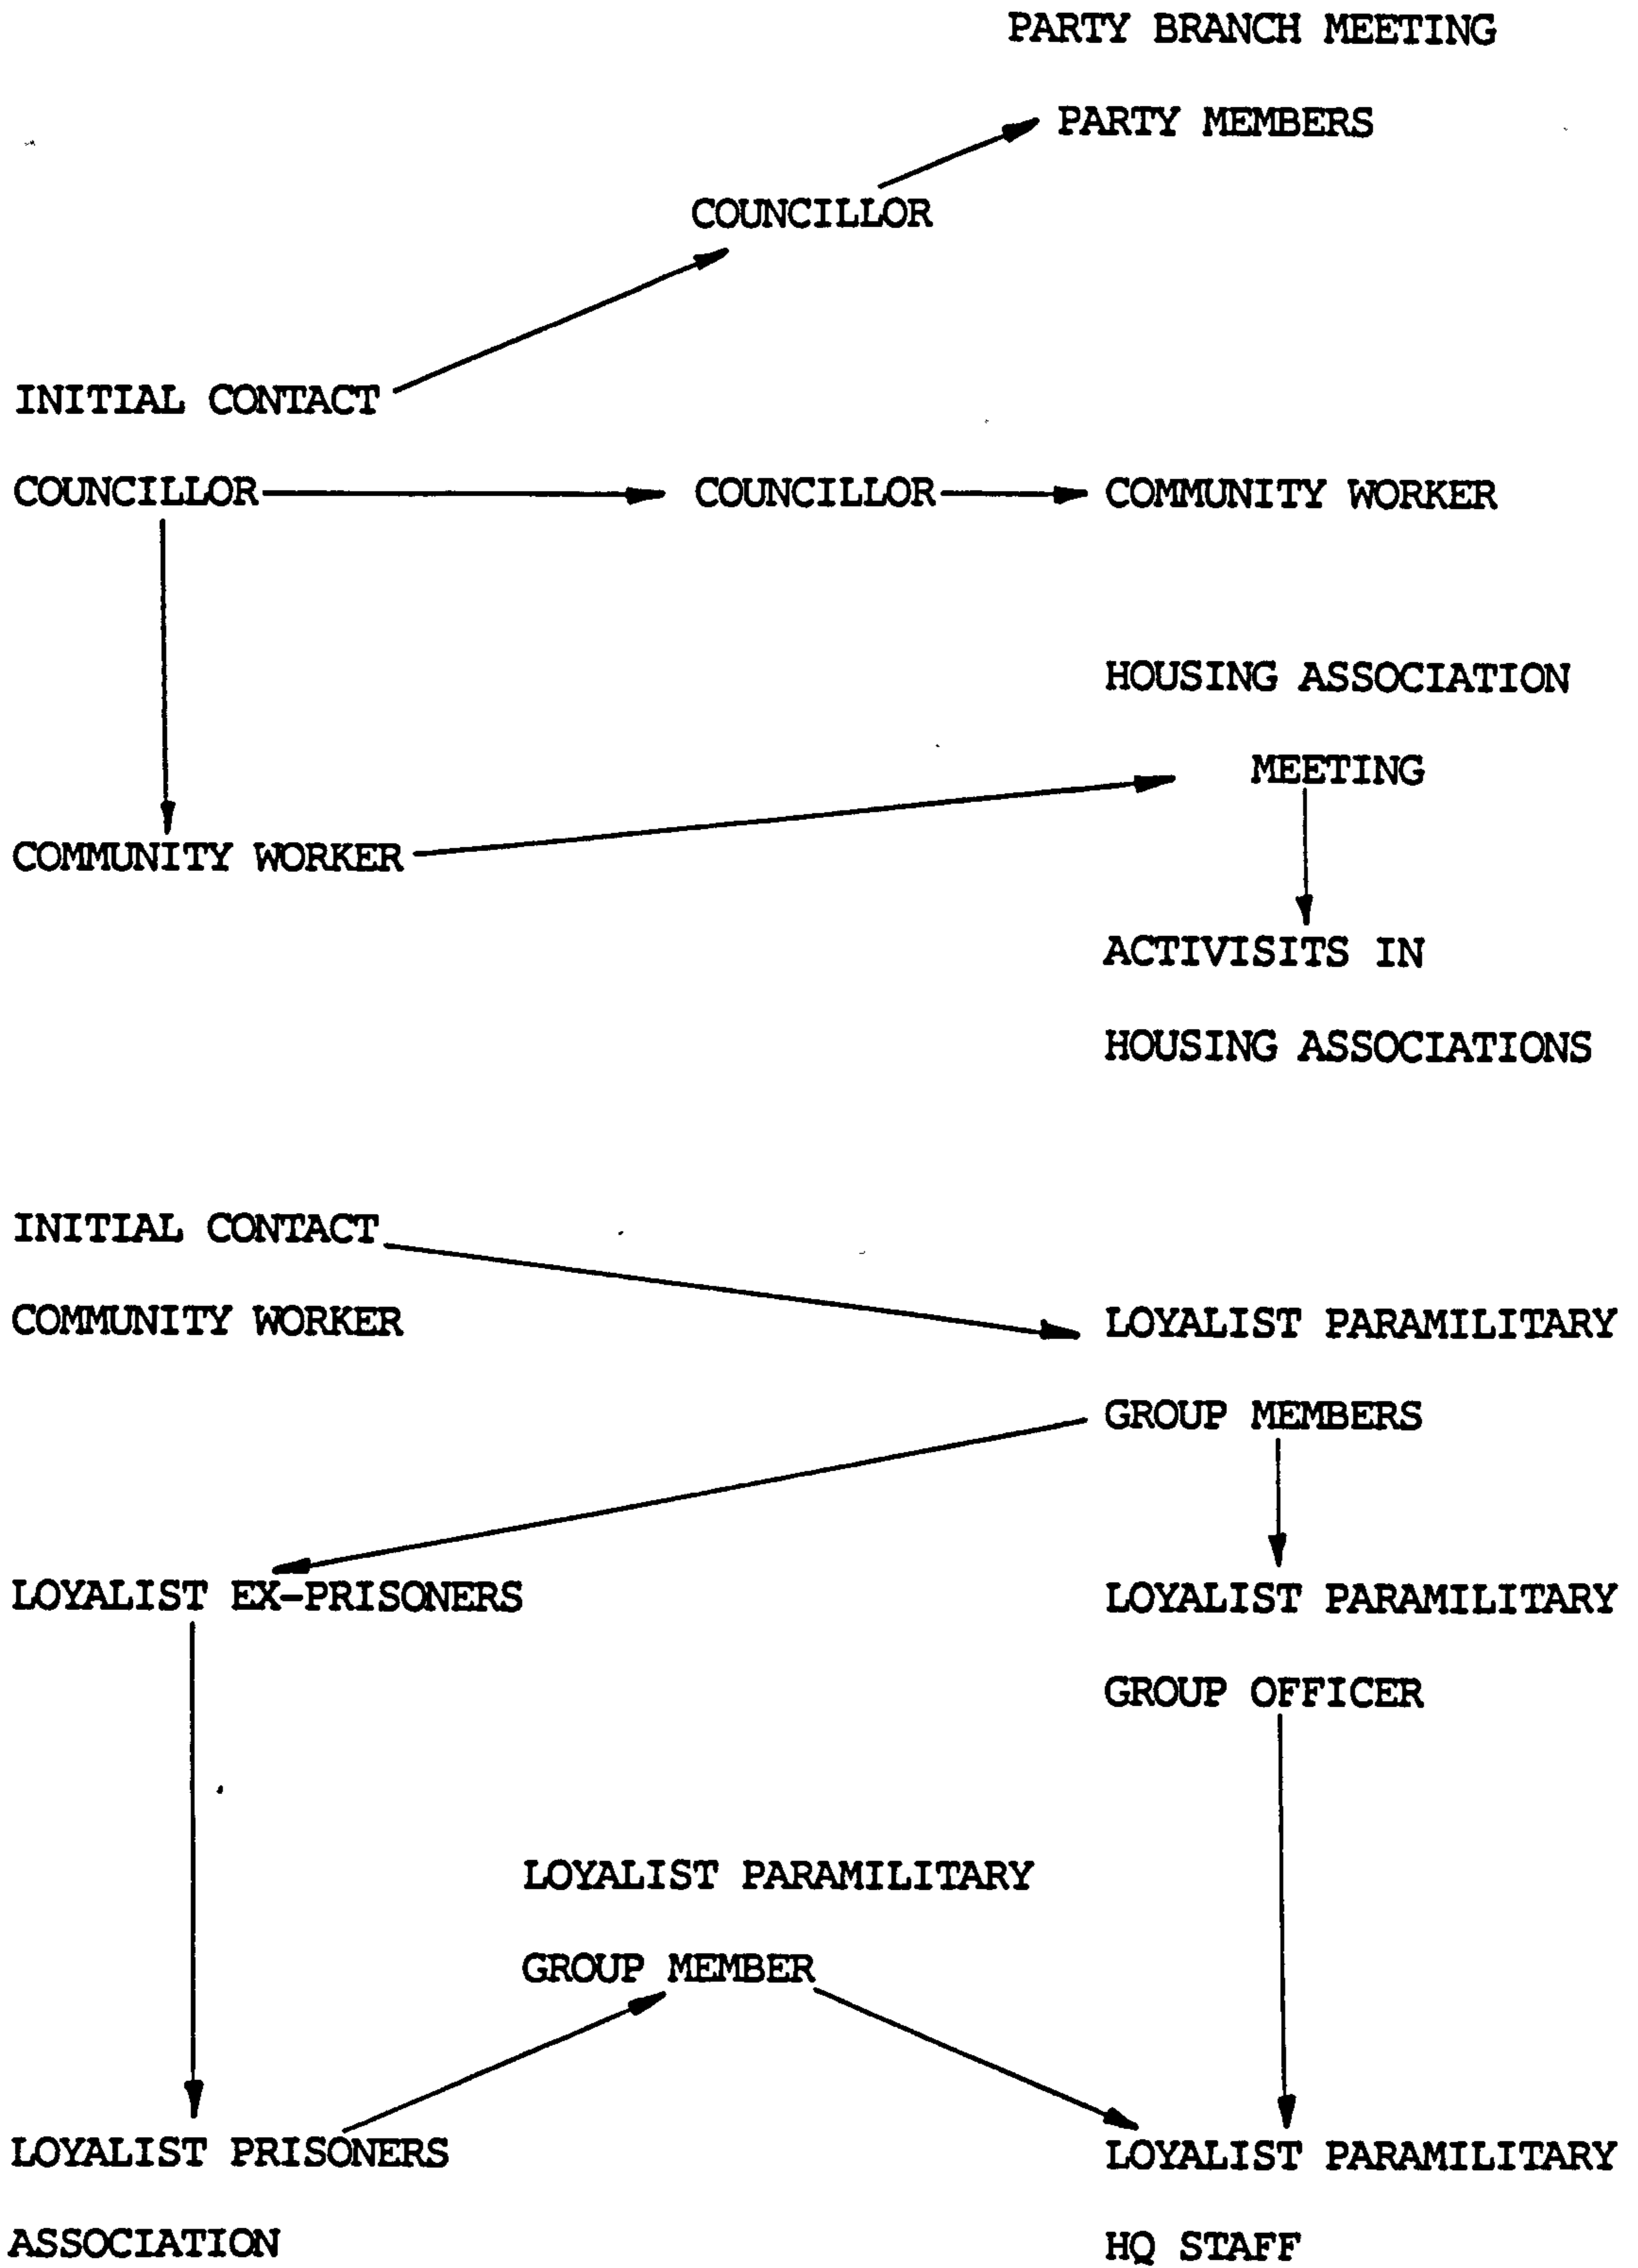 PARTY BRANCH MEETING
PARTY MEMBERS
COUNCILLOR
INITIAL CONTACT
COUNCILLOR
COUNCILLOR
COMMUNITY WORKER
HOUSING ASSOCIATION
MEETING
COMMUNITY WORKER
ACTIVISITS IN
HOUSING ASSOCIATIONS
INITIAL CONTACT
COMMUNITY WORKER
LOYALIST PARAMILITARY
GROUP MEMBERS
LOYALIST EX-PRISONERS
LOYALIST PARAMILITARY
GROUP OFFICER
LOYALIST PARAMILITARY
GROUP MEMBER
LOYALIST PRISONERS
ASSOCIATION
LOYALIST PARAMILITARY
HQ STAFF